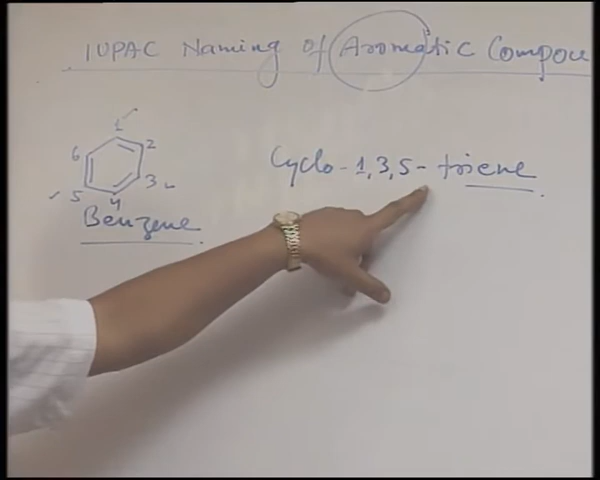 IUPAC Naming of Aromatic Compou
1
6 2
5 3
4
Cyclo-1,3,5-triene
Benzene